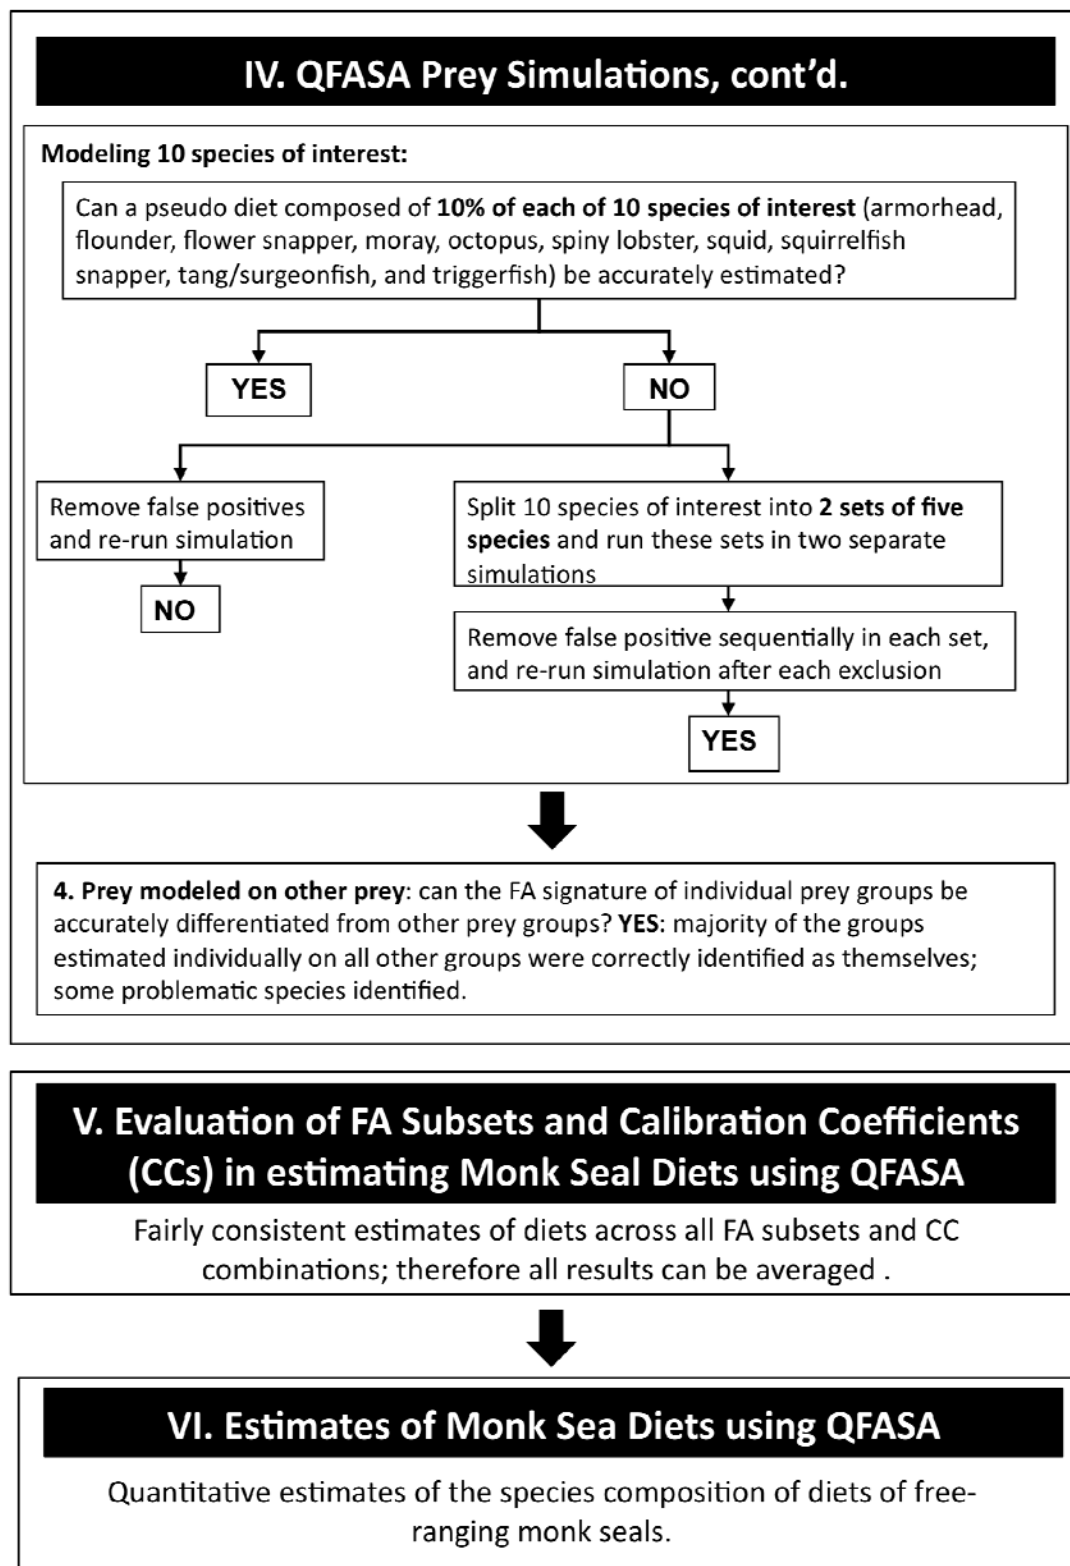 IV. QFASA Prey Simulations, cont'd.
Modeling 10 species of interest:
Can a pseudo diet composed of 10% of each of 10 species of interest (armorhead,
flounder, flower snapper, moray, octopus, spiny lobster, squid, squirrelfish
snapper, tang/surgeonfish, and triggerfish) be accurately estimated?
YES
NO
Remove false positives
and re-run simulation
NO
Split 10 species of interest into 2 sets of five
species and run these sets in two separate
simulations
Remove false positive sequentially in each set,
and re-run simulation after each exclusion
YES
4. Prey modeled on other prey: can the FA signature of individual prey groups be
accurately differentiated from other prey groups? YES: majority of the groups
estimated individually on all other groups were correctly identified as themselves;
some problematic species identified.
V. Evaluation of FA Subsets and Calibration Coefficients
(CCs) in estimating Monk Seal Diets using QFASA
Fairly consistent estimates of diets across all FA subsets and CC
combinations; therefore all results can be averaged .
VI. Estimates of Monk Sea Diets using QFASA
Quantitative estimates of the species composition of diets of free-
ranging monk seals.